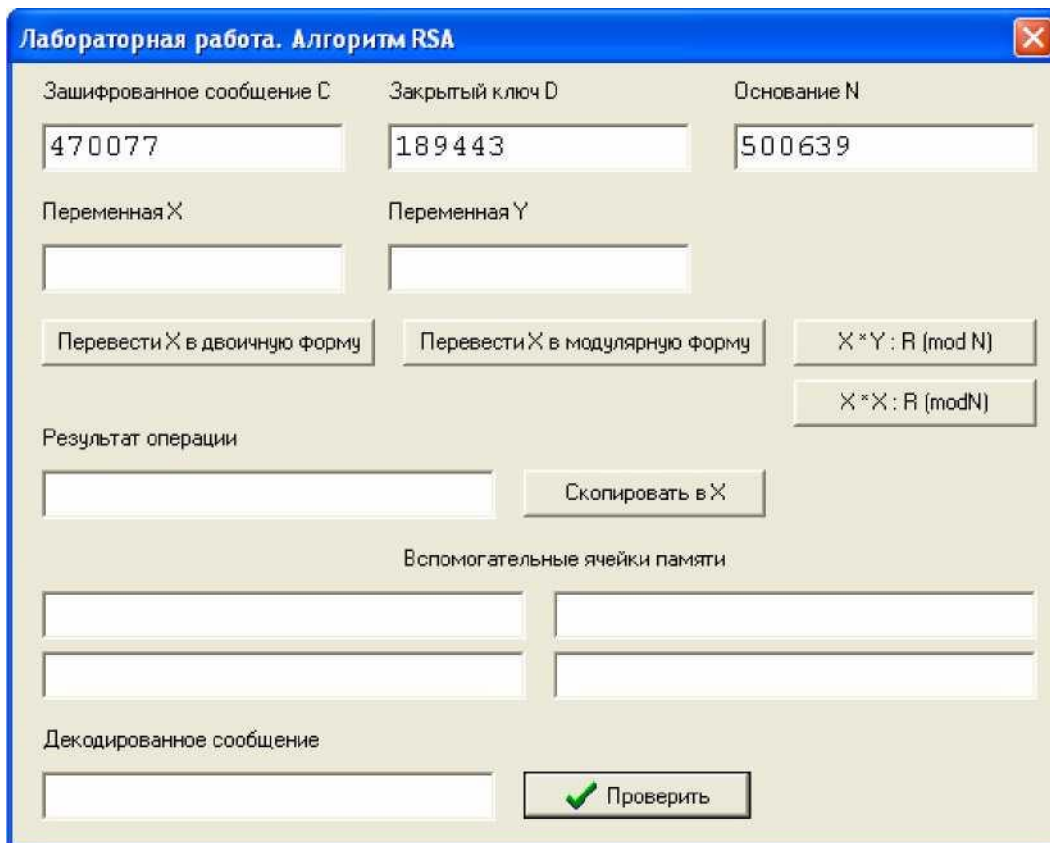 Лабораторная работа. Алгоритм RSA
Зашифрованное сообщение C Закрытый ключ D Основание N
470077 189443 500639
Переменная X Переменная Y
Перевести X в двоичную форму Перевести X в модулярную форму X * Y : R (mod N)
X * X : R (modN)
Результат операции
Скопировать в X
Вспомогательные ячейки памяти
Декодированное сообщение
Проверить